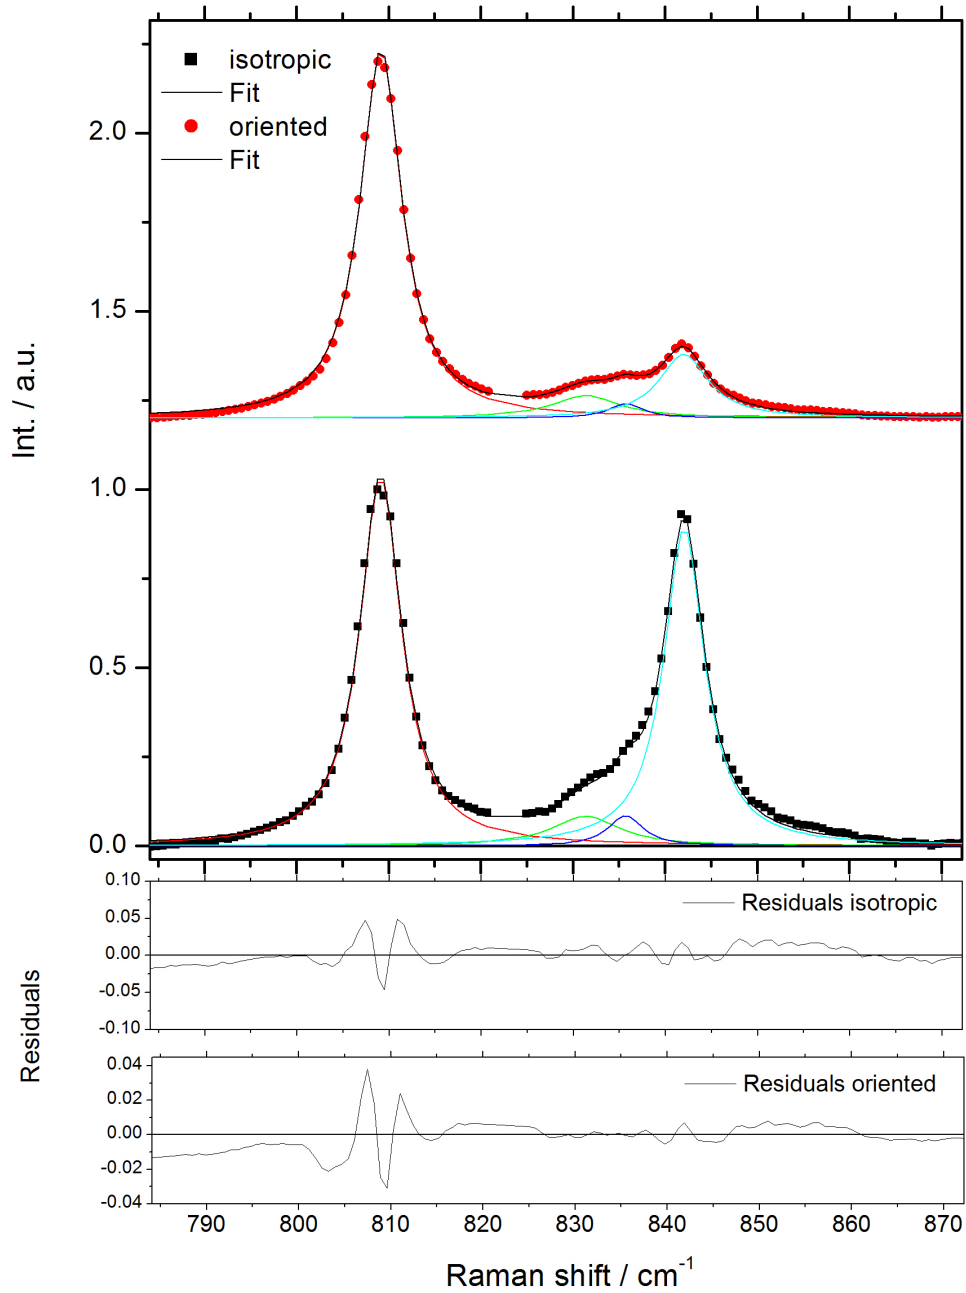 isotropic
Fit
oriented
Fit
2.0
1.5
1.0
0.5
0.0
Int. / a.u.
0.10
0.05
0.00
-0.05
-0.10
Residuals isotropic
Residuals
0.04
0.02
0.00
-0.02
-0.04
Residuals oriented
790 800 810 820 830 840 850 860 870
Raman shift / cm-1